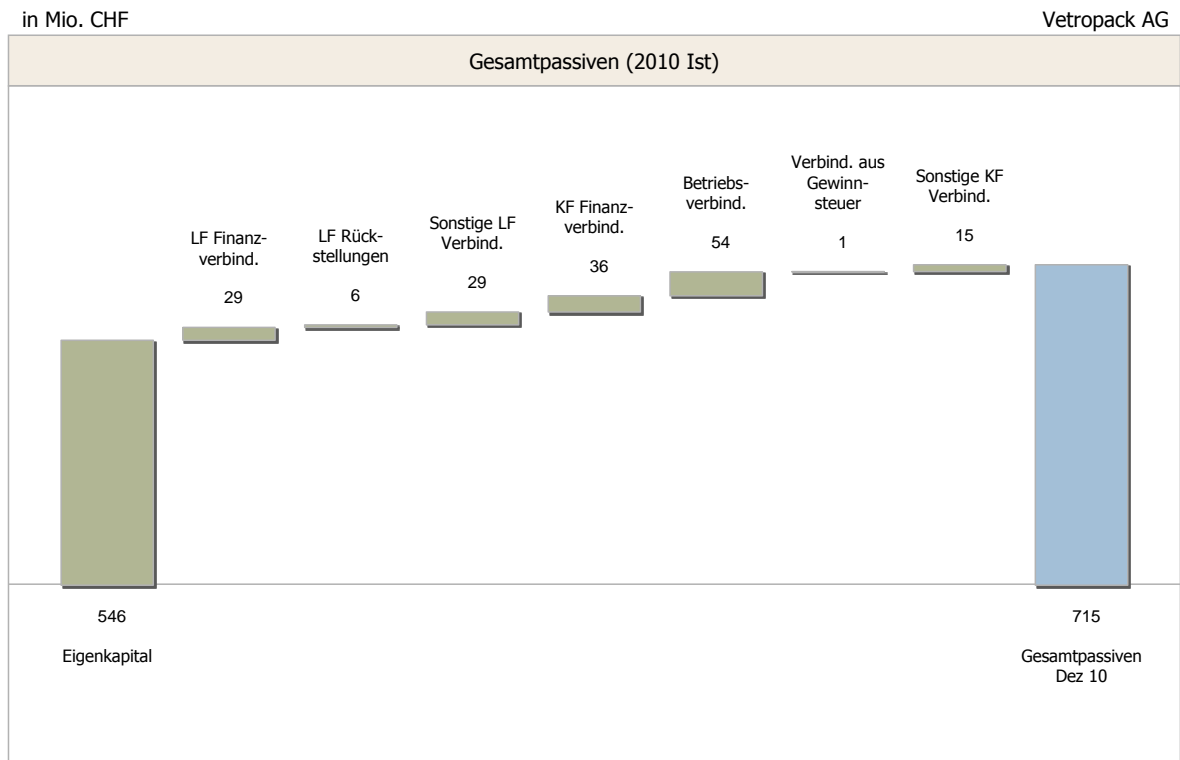 in Mio. CHF
Vetropack AG
Gesamtpassiven (2010 Ist)
LF Finanz-
verbind.
29
LF Rück-
stellungen
6
Sonstige LF
Verbind.
29
KF Finanz-
verbind.
36
Betriebs-
verbind.
54
Verbind. aus
Gewinn-
steuer
1
Sonstige KF
Verbind.
15
546
Eigenkapital
715
Gesamtpassiven
Dez 10